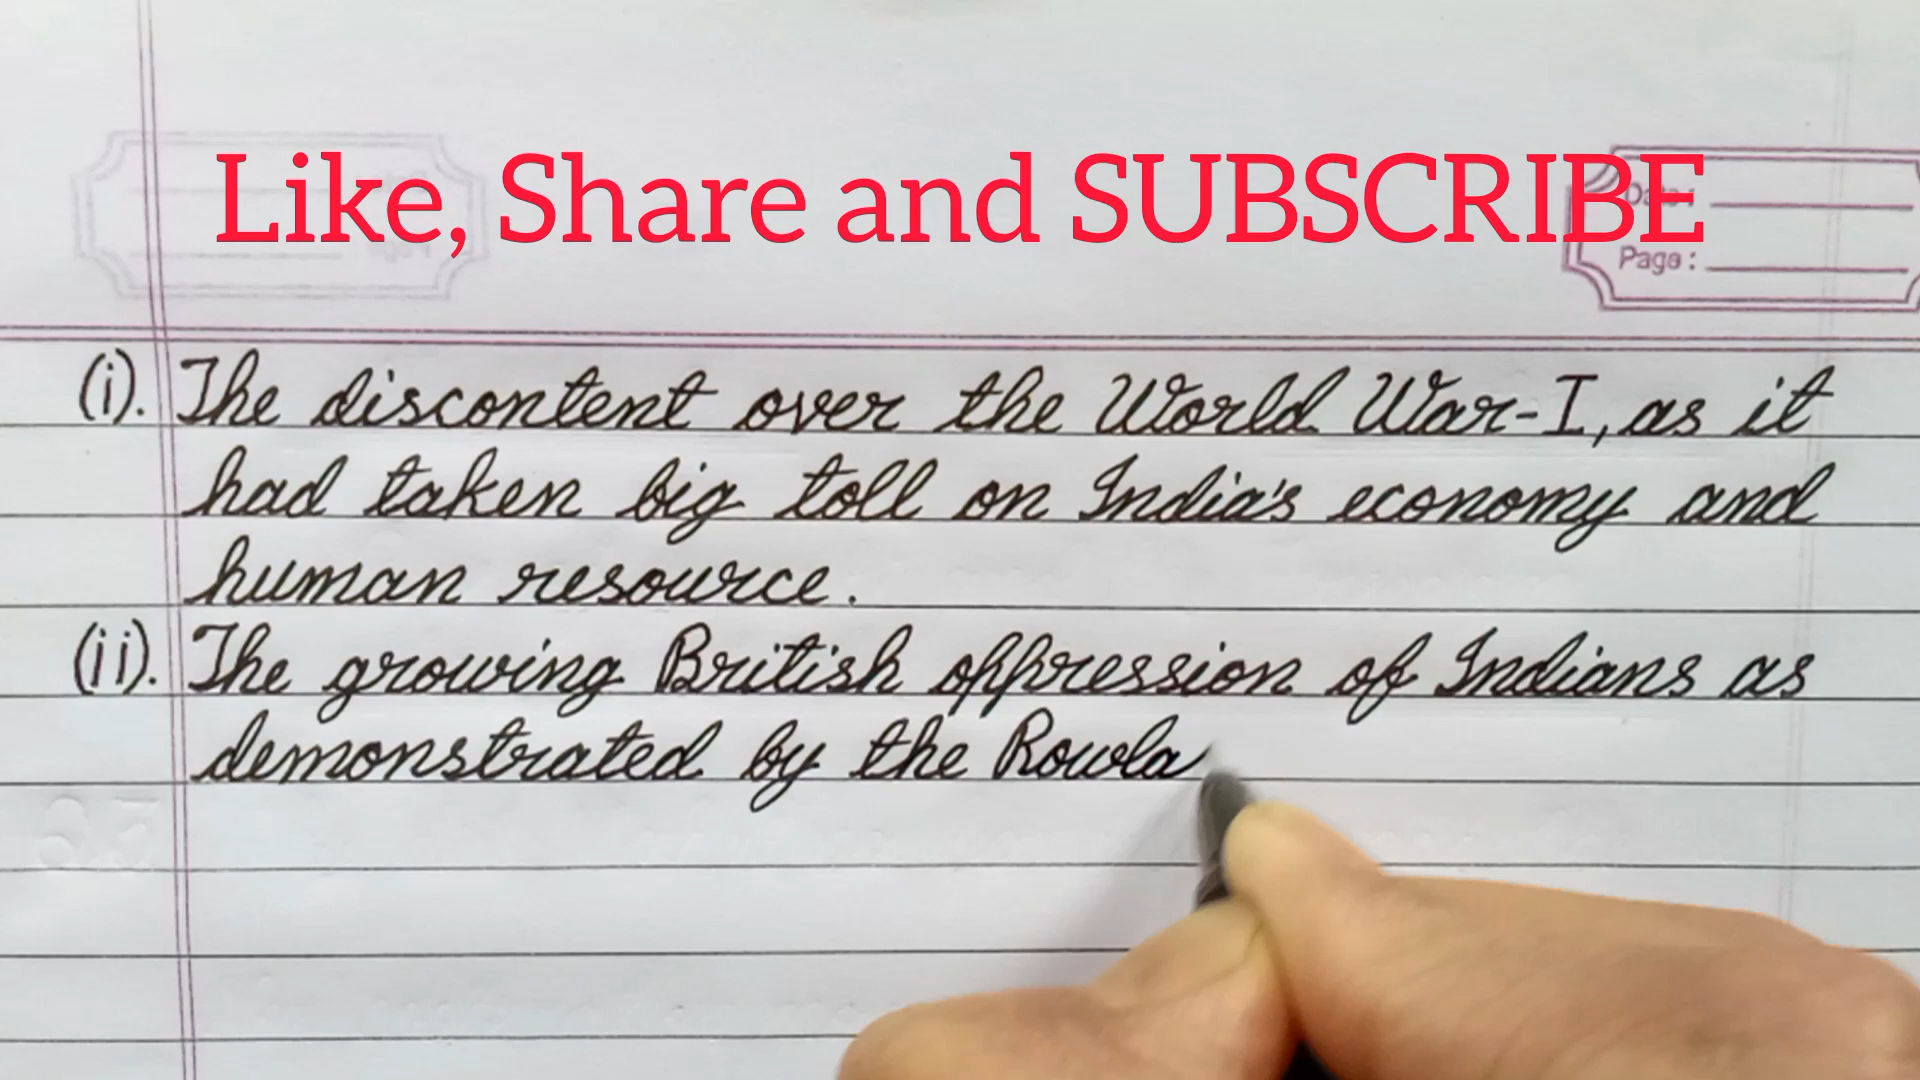 Like, Share and SUBSCRIBE
Date:
Page:
(i). The discontent over the World War-I, as it
had taken big toll on India's economy and
human resource.
(ii). The growing British oppression of Indians as
demonstrated by the Rowla